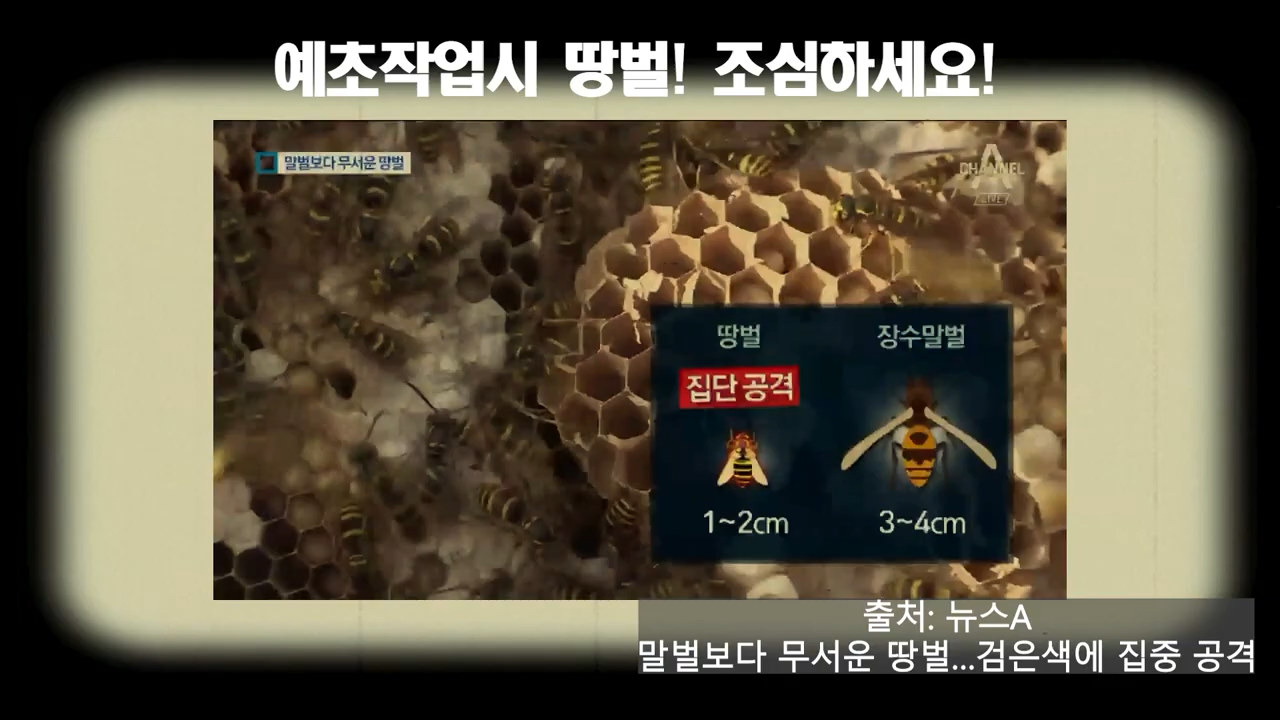 예초작업시 땅벌! 조심하세요!
말벌보다 무서운 땅벌
CHANNEL A
LIVE
땅벌
장수말벌
집단 공격
1~2cm
3~4cm
출처: 뉴스A
말벌보다 무서운 땅벌...검은색에 집중 공격